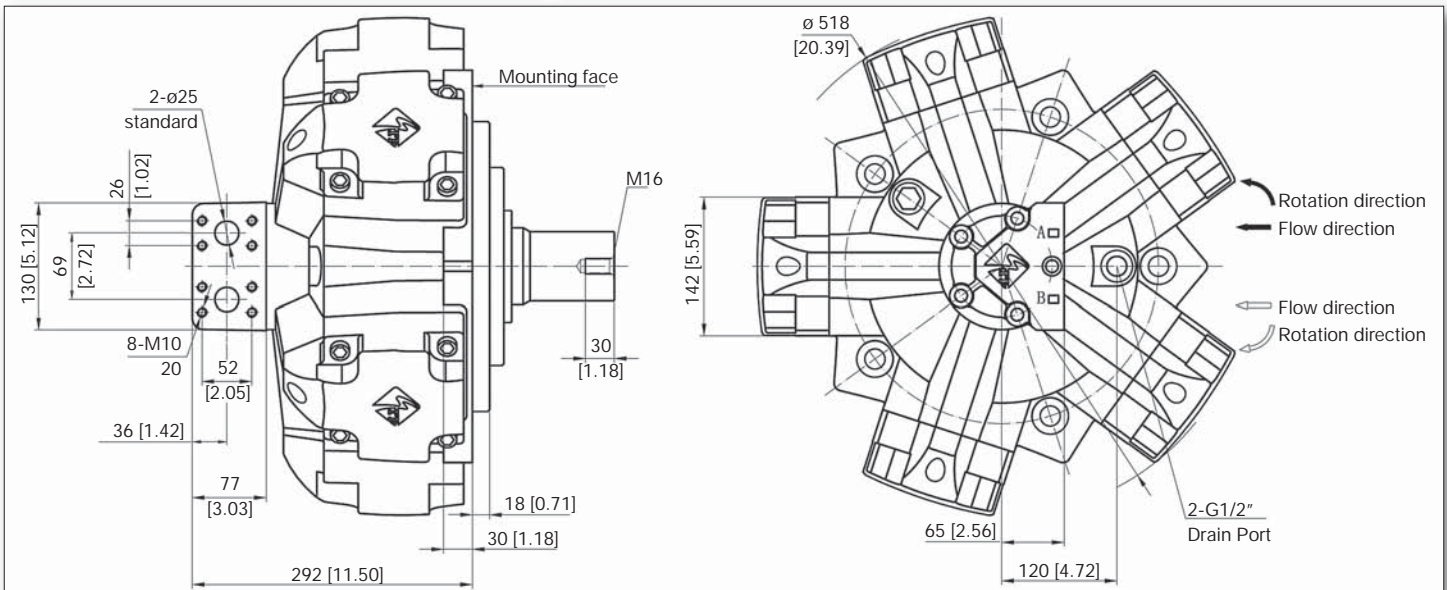 2-ø25
standard
26
[1.02]
130 [5.12]
69
[2.72]
8-M10
20
52
[2.05]
36 [1.42]
77
[3.03]
292 [11.50]
Mounting face
M16
30
[1.18]
18 [0.71]
30 [1.18]
ø 518
[20.39]
142 [5.59]
A
B
Rotation direction
Flow direction
Flow direction
Rotation direction
2-G1/2"
Drain Port
65 [2.56]
120 [4.72]